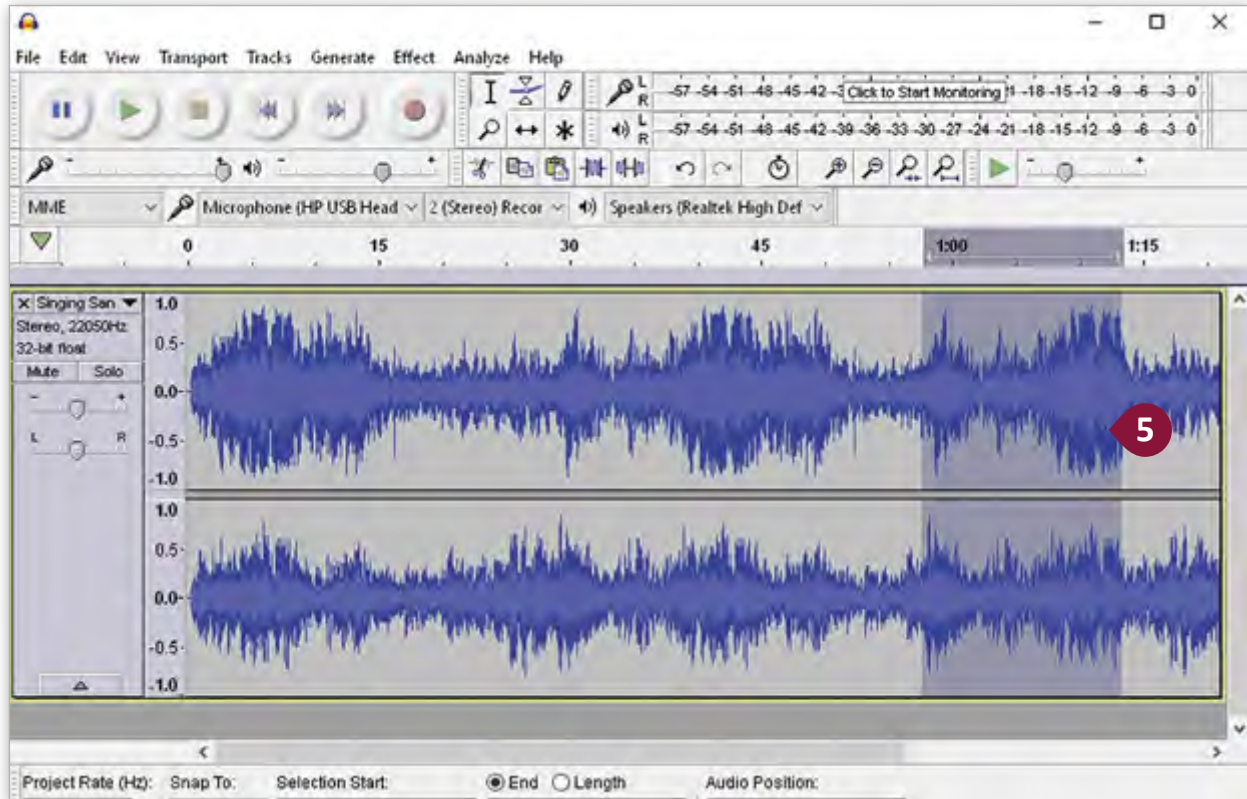 File Edit View Transport Tracks Generate Effect Analyze Help
L
R
-57 -54 -51 -48 -45 -42 -3 Click to Start Monitoring 1 -18 -15 -12 -9 -6 -3 0
L
R
-57 -54 -51 -48 -45 -42 -39 -36 -33 -30 -27 -24 -21 -18 -15 -12 -9 -6 -3 0
- + - + - +
MME Microphone (HP USB Head 2 (Stereo) Recor Speakers (Realtek High Def
0 15 30 45 1:00 1:15
X Singing San
Stereo, 22050Hz
32-bit float
Mute Solo
- +
L R
1.0
0.5
0.0
-0.5
-1.0
5
1.0
0.5
0.0
-0.5
-1.0
Project Rate (Hz): Snap To: Selection Start: End Length Audio Position: